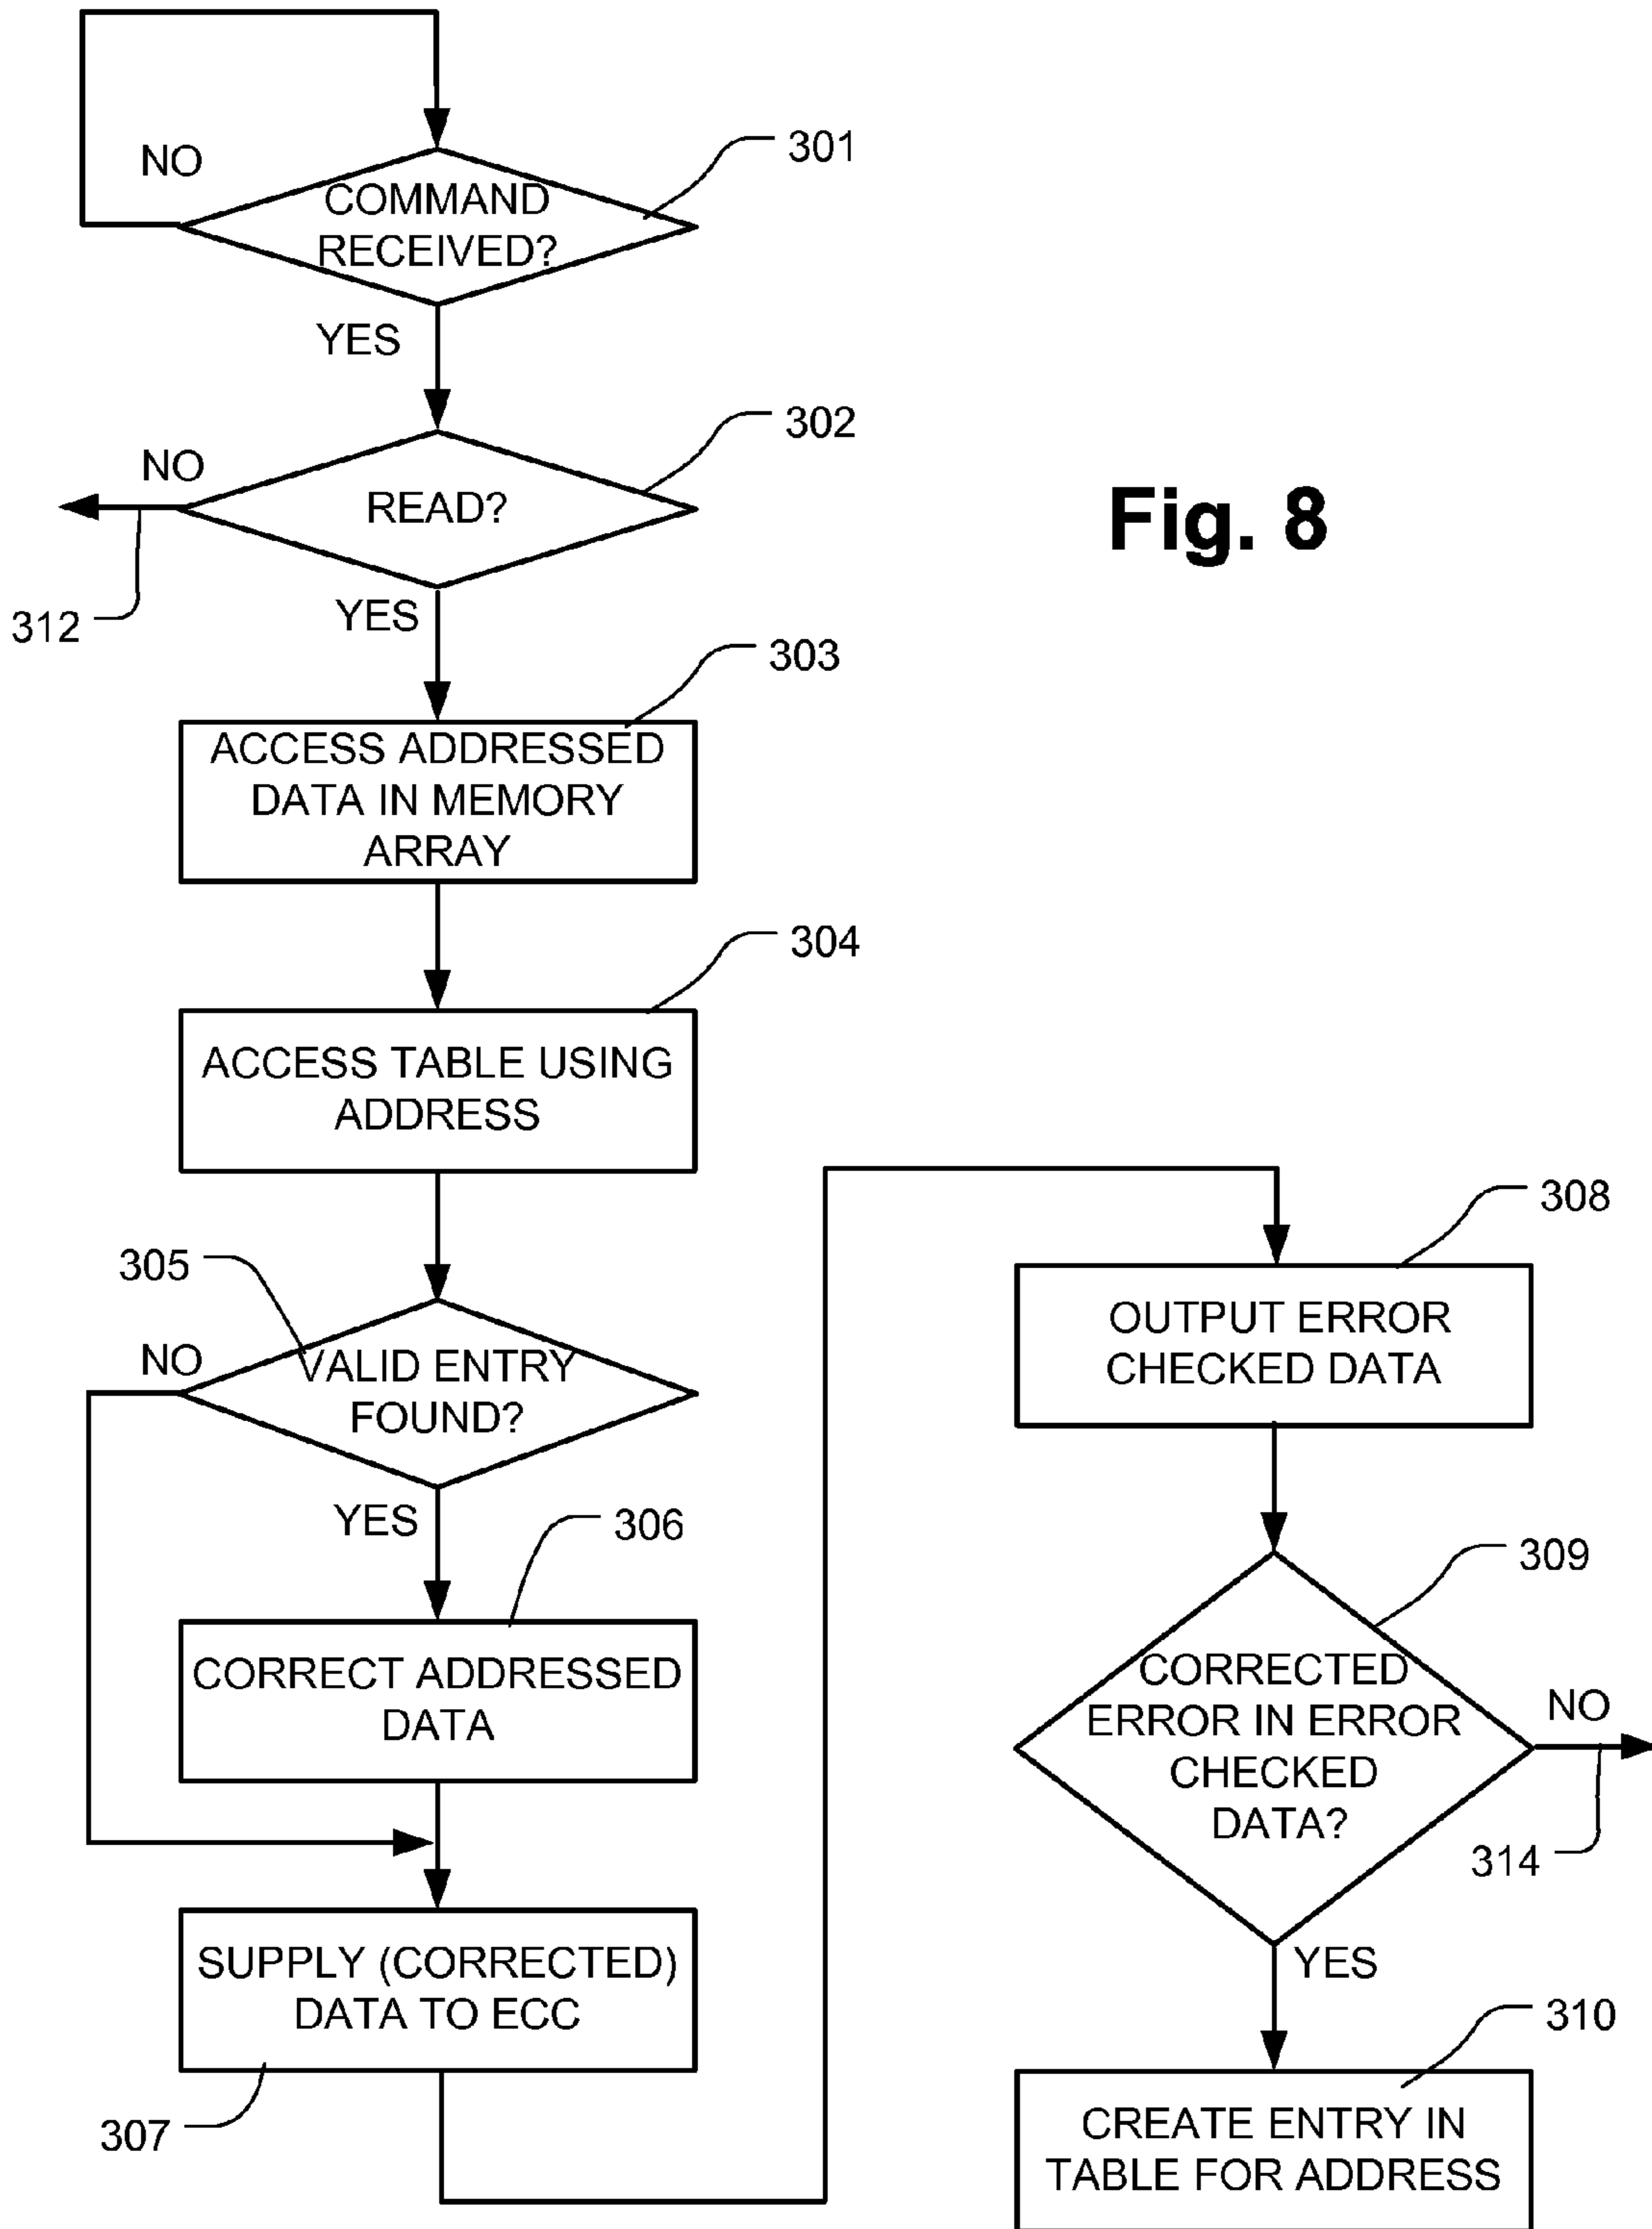 NO
301
COMMAND
RECEIVED?
YES
302
NO
READ?
Fig. 8
312
YES
303
ACCESS ADDRESSED
DATA IN MEMORY
ARRAY
304
ACCESS TABLE USING
ADDRESS
305
NO
VALID ENTRY
FOUND?
YES
306
CORRECT ADDRESSED
DATA
SUPPLY (CORRECTED)
DATA TO ECC
307
308
OUTPUT ERROR
CHECKED DATA
309
CORRECTED
ERROR IN ERROR
CHECKED
DATA?
NO
314
YES
310
CREATE ENTRY IN
TABLE FOR ADDRESS